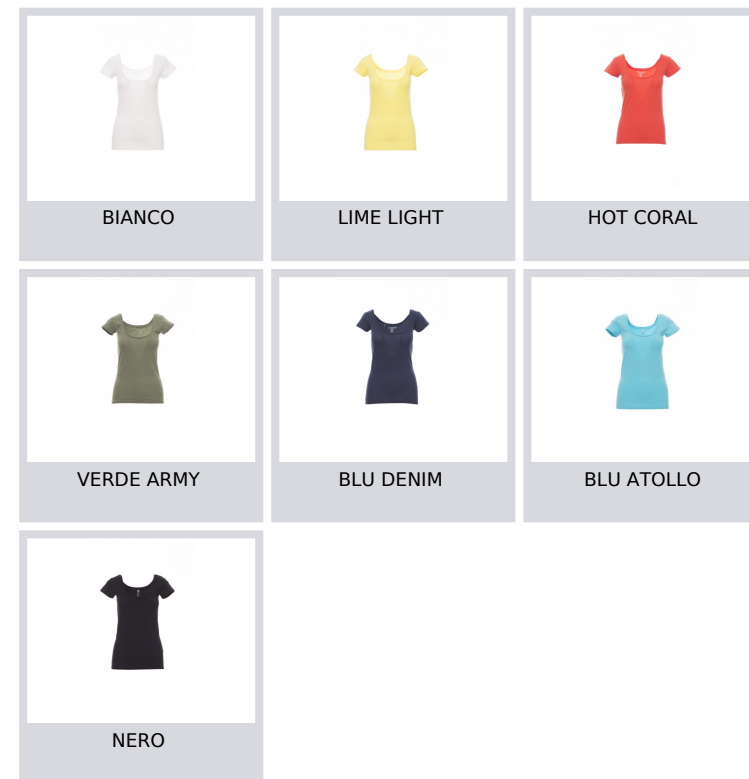 BIANCO
LIME LIGHT
HOT CORAL
VERDE ARMY
BLU DENIM
BLU ATOLLO
NERO